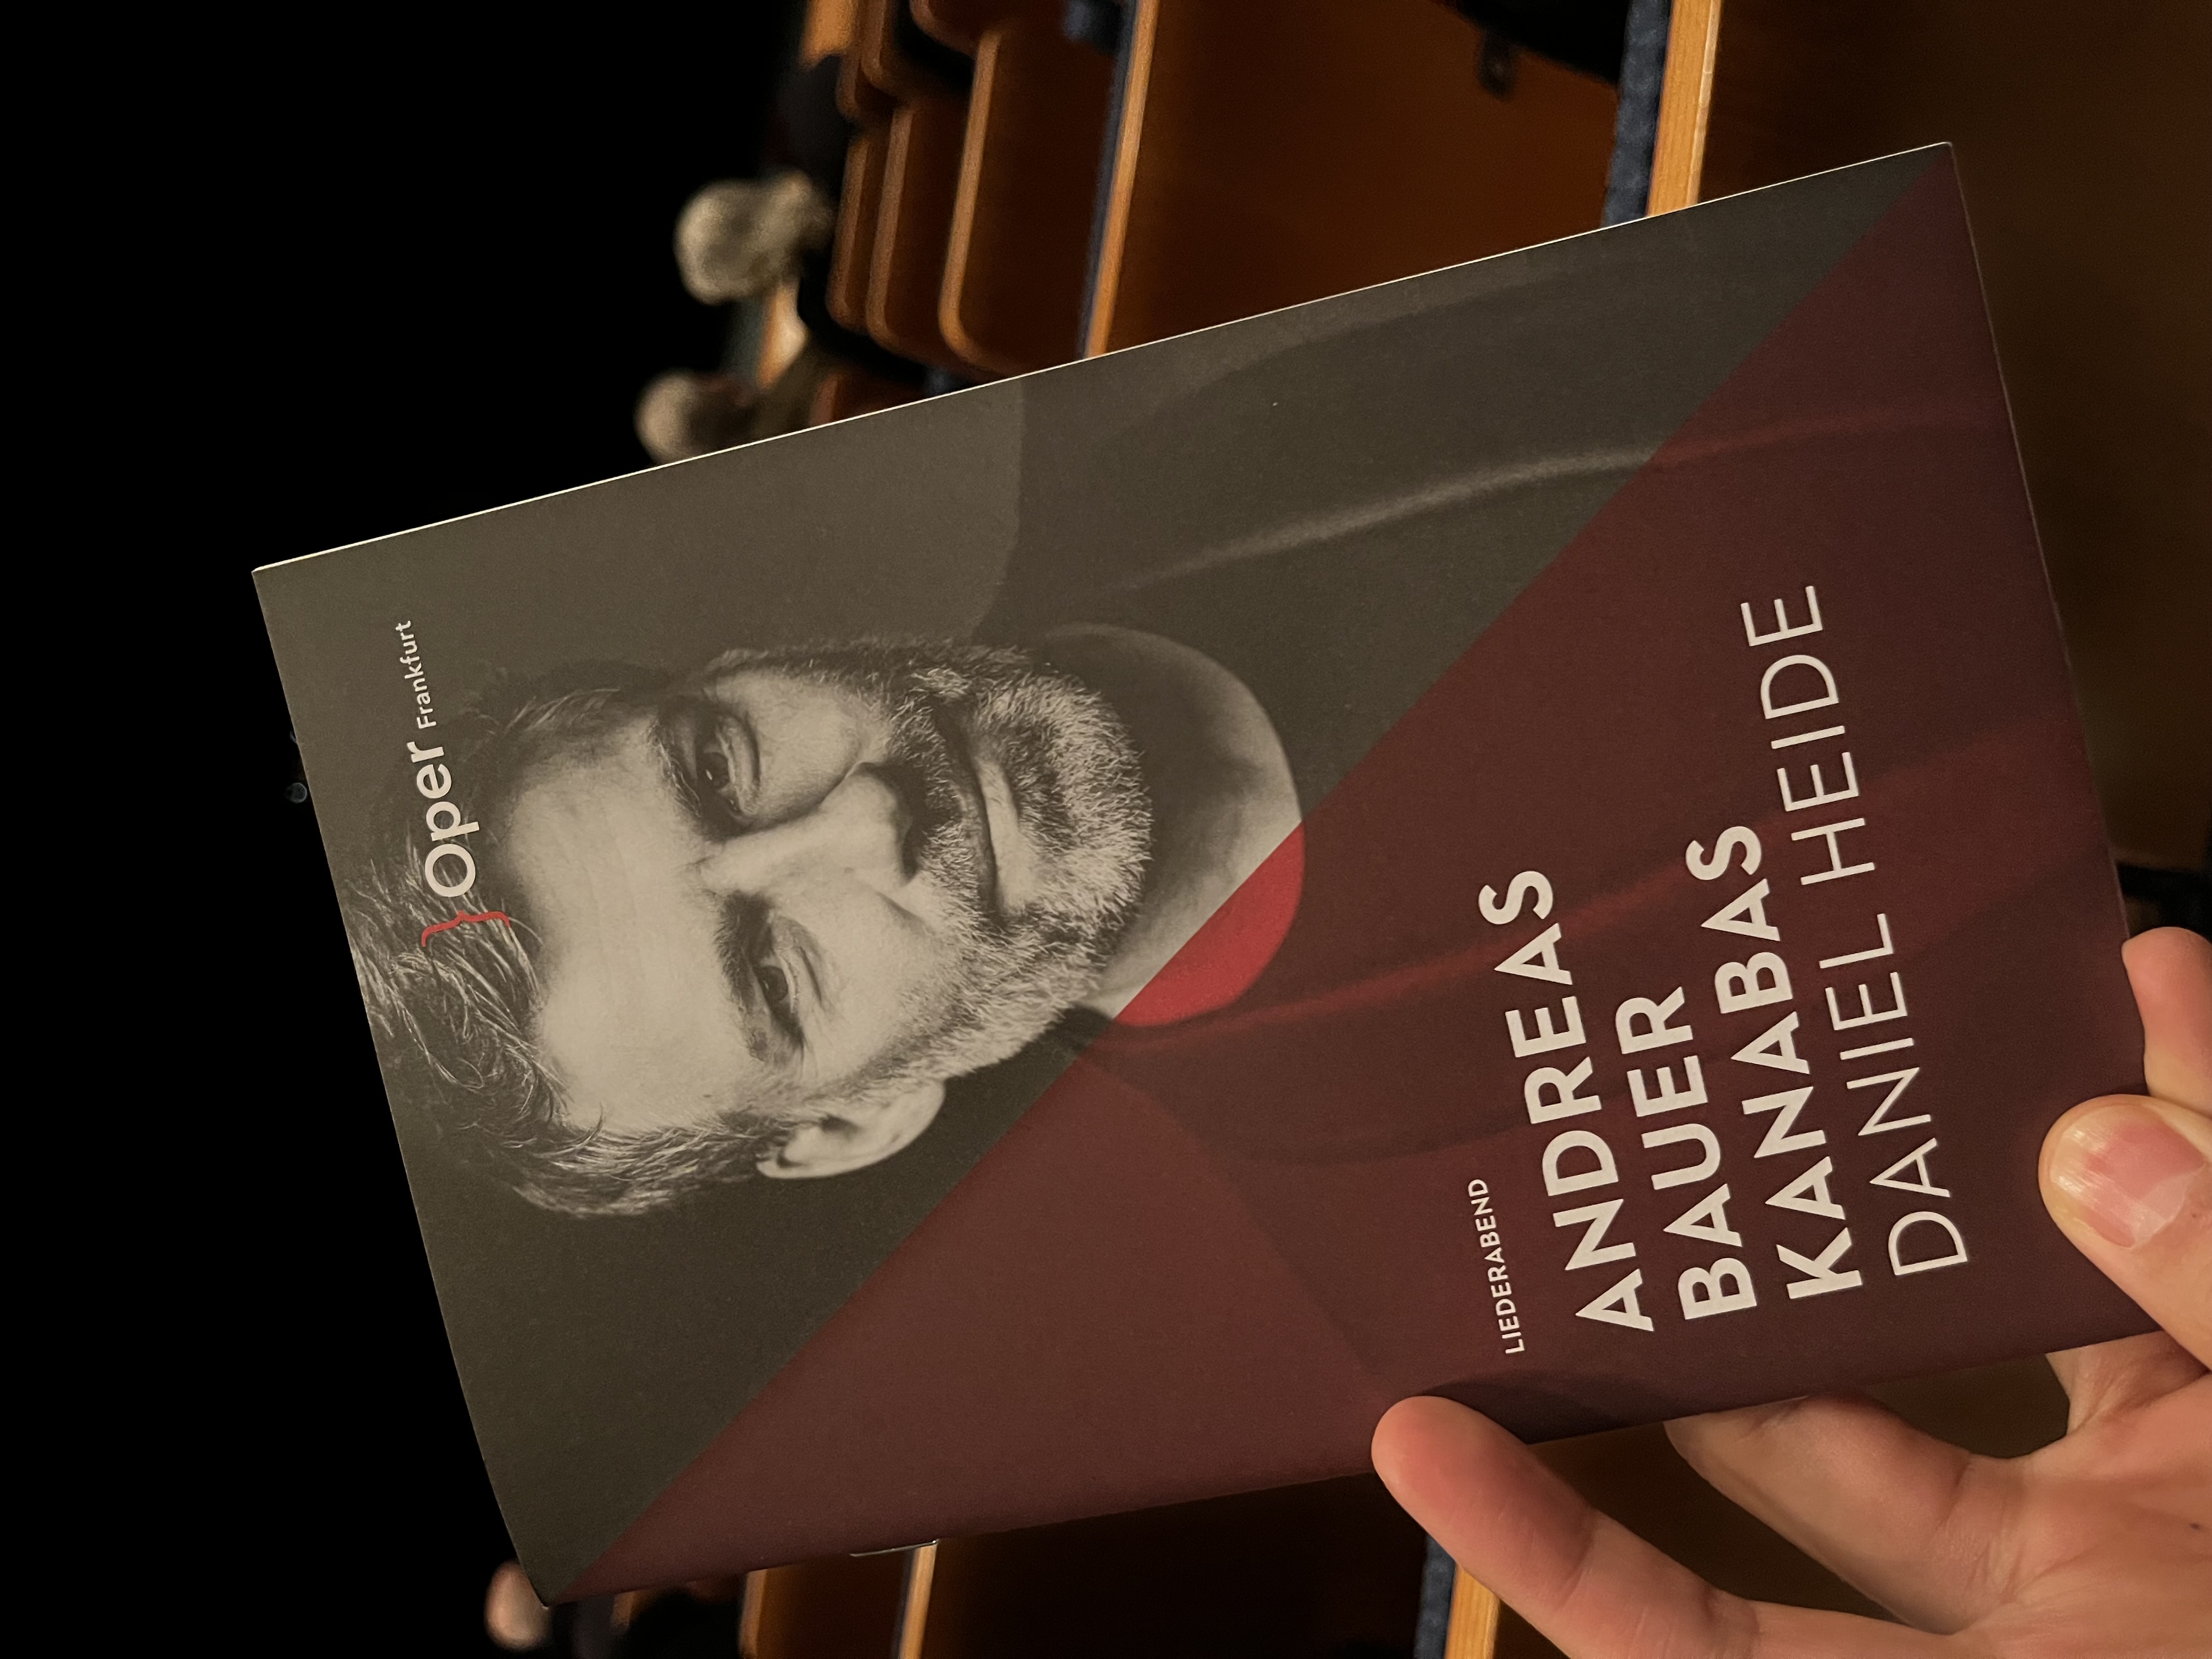 Oper Frankfurt
LIEDERABEND
ANDREAS
BAUER
KANABAS
DANIEL HEIDE